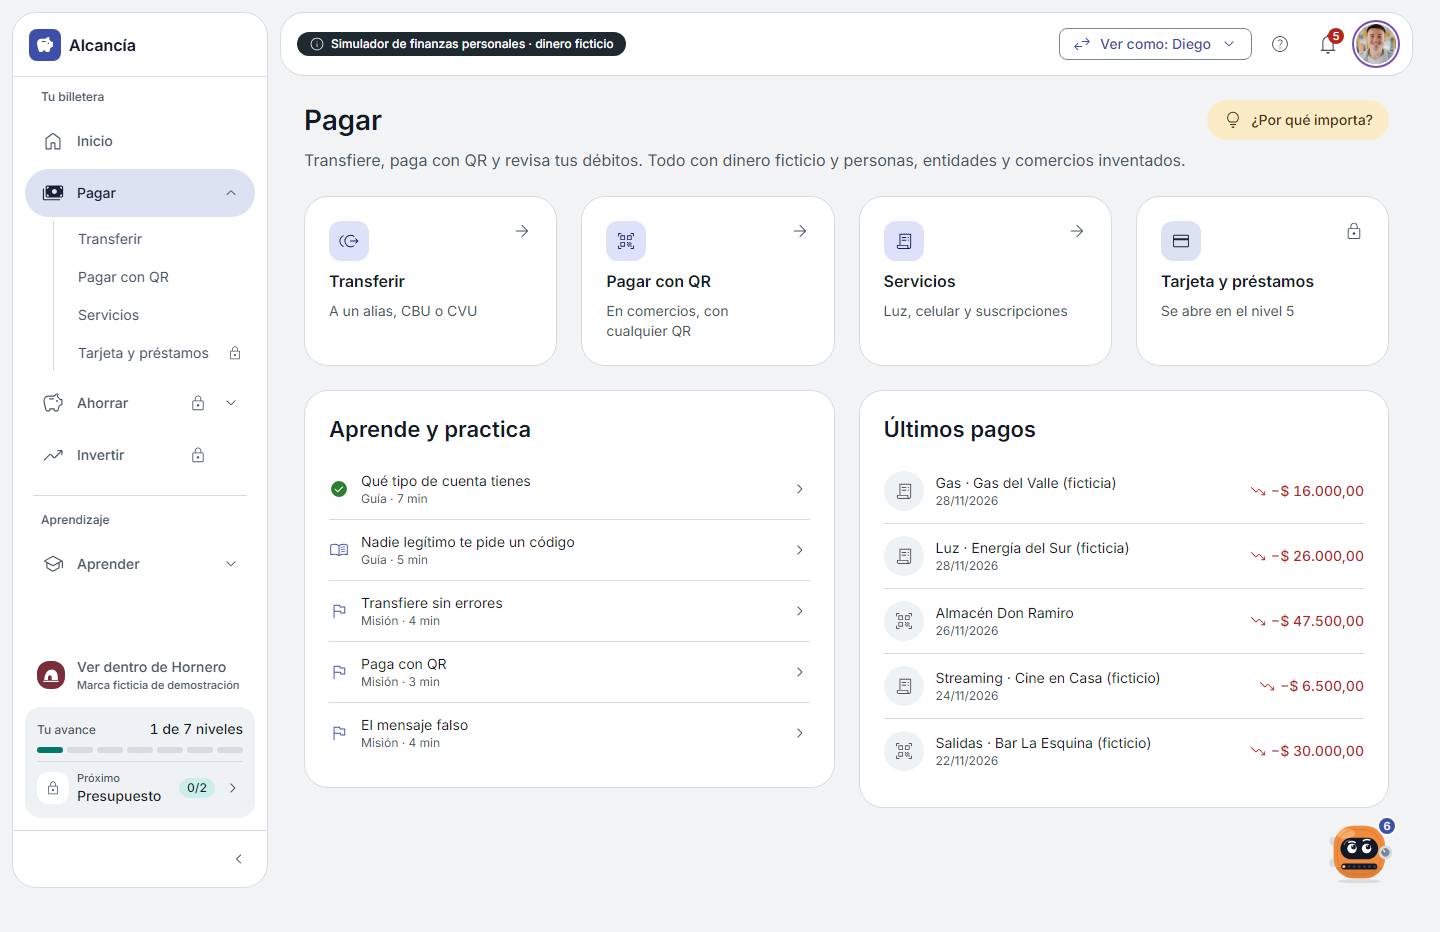 Alcancía
Simulador de finanzas personales · dinero ficticio
Ver como: Diego
5
Tu billetera
Inicio
Pagar
Transferir
Pagar con QR
Servicios
Tarjeta y préstamos
Ahorrar
Invertir
Aprendizaje
Aprender
Ver dentro de Hornero
Marca ficticia de demostración
Tu avance
1 de 7 niveles
Próximo
Presupuesto
0/2
Pagar
¿Por qué importa?
Transfiere, paga con QR y revisa tus débitos. Todo con dinero ficticio y personas, entidades y comercios inventados.
Transferir
A un alias, CBU o CVU
Pagar con QR
En comercios, con
cualquier QR
Servicios
Luz, celular y suscripciones
Tarjeta y préstamos
Se abre en el nivel 5
Aprende y practica
Qué tipo de cuenta tienes
Guía · 7 min
Nadie legítimo te pide un código
Guía · 5 min
Transfiere sin errores
Misión · 4 min
Paga con QR
Misión · 3 min
El mensaje falso
Misión · 4 min
Últimos pagos
Gas · Gas del Valle (ficticia)
28/11/2026
−$ 16.000,00
Luz · Energía del Sur (ficticia)
28/11/2026
−$ 26.000,00
Almacén Don Ramiro
26/11/2026
−$ 47.500,00
Streaming · Cine en Casa (ficticio)
24/11/2026
−$ 6.500,00
Salidas · Bar La Esquina (ficticio)
22/11/2026
−$ 30.000,00
6